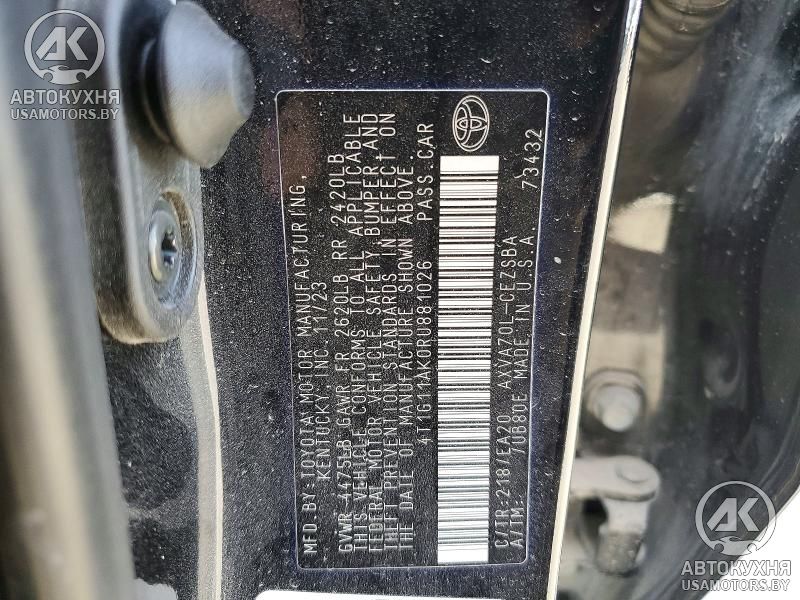 AK
АВТОКУХНЯ
USAMOTORS.BY
MFD.BY: TOYOTA MOTOR MANUFACTURING,
KENTUCKY, INC. 11/23
GVWR 4475LB GAWR FR 2620LB RR 2420LB
THIS VEHICLE CONFORMS TO ALL APPLICABLE
FEDERAL MOTOR VEHICLE SAFETY, BUMPER, AND
THEFT PREVENTION STANDARDS IN EFFECT ON
THE DATE OF MANUFACTURE SHOWN ABOVE.
4T1G11AK0RU881026 PASS.CAR
C/TR:218/EA20 AXVA70L-CEZSBA
A/TM: /UB80E MADE IN U.S.A. 73432
AK
АВТОКУХНЯ
USAMOTORS.BY